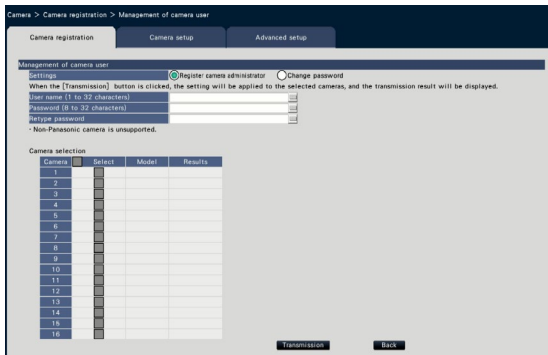 Camera > Camera registration > Management of camera user
Camera registration
Camera setup
Advanced setup
Management of camera user
Settings
Register camera administrator
Change password
When the [Transmission] button is clicked, the setting will be applied to the selected cameras, and the transmission result will be displayed.
User name (1 to 32 characters)
Password (8 to 32 characters)
Retype password
· Non-Panasonic camera is unsupported.
Camera selection
Camera Select Model Results
1
2
3
4
5
6
7
8
9
10
11
12
13
14
15
16
Transmission Back